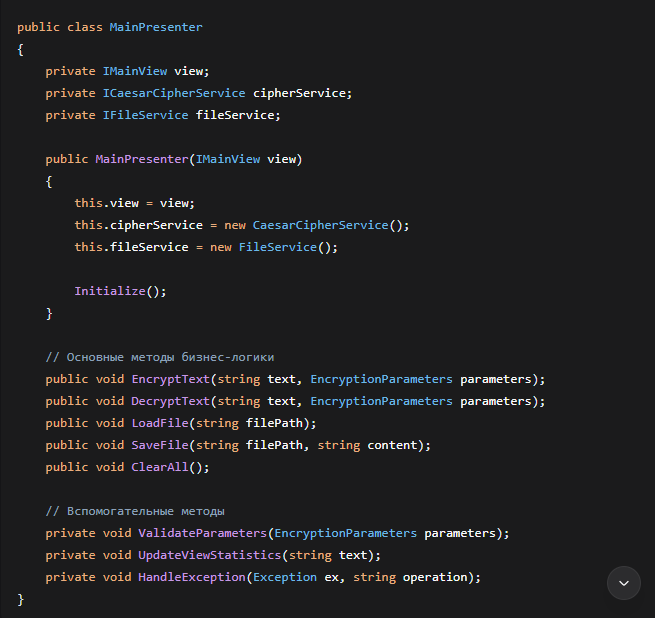 public class MainPresenter
{
    private IMainView view;
    private ICaesarCipherService cipherService;
    private IFileService fileService;

    public MainPresenter(IMainView view)
    {
        this.view = view;
        this.cipherService = new CaesarCipherService();
        this.fileService = new FileService();

        Initialize();
    }

    // Основные методы бизнес-логики
    public void EncryptText(string text, EncryptionParameters parameters);
    public void DecryptText(string text, EncryptionParameters parameters);
    public void LoadFile(string filePath);
    public void SaveFile(string filePath, string content);
    public void ClearAll();

    // Вспомогательные методы
    private void ValidateParameters(EncryptionParameters parameters);
    private void UpdateViewStatistics(string text);
    private void HandleException(Exception ex, string operation);
}